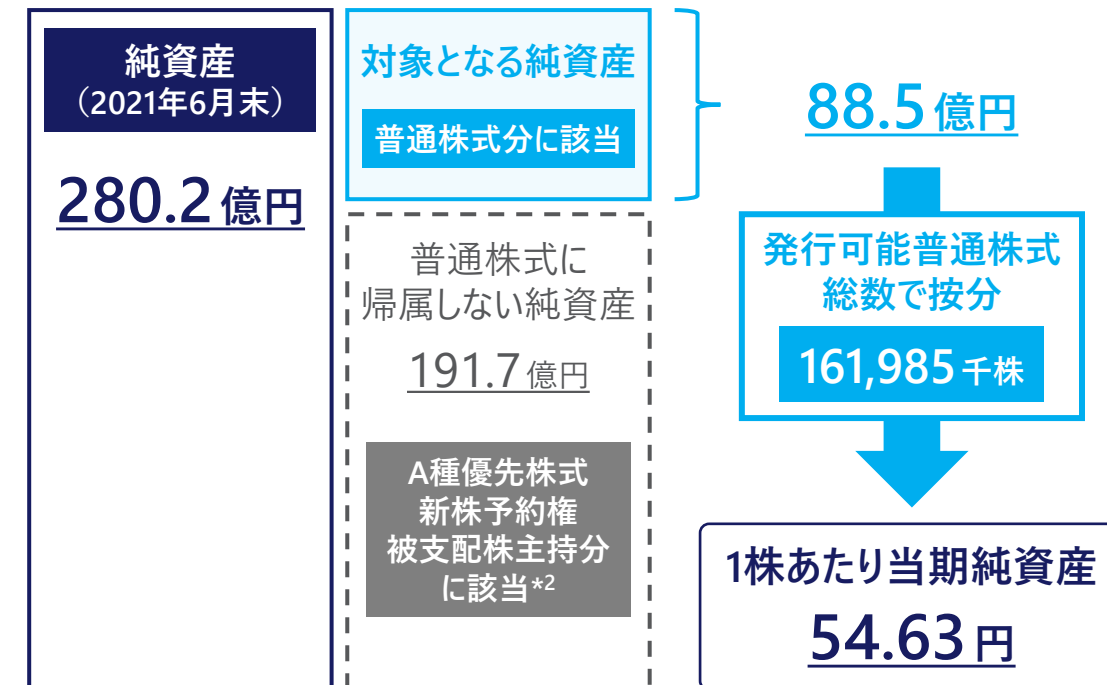 純資産
（2021年6月末）
280.2億円
対象となる純資産
普通株式分に該当
普通株式に
帰属しない純資産
191.7億円
A種優先株式
新株予約権
被支配株主持分
に該当*2
88.5億円
発行可能普通株式
総数で按分
161,985千株
1株あたり当期純資産
54.63円